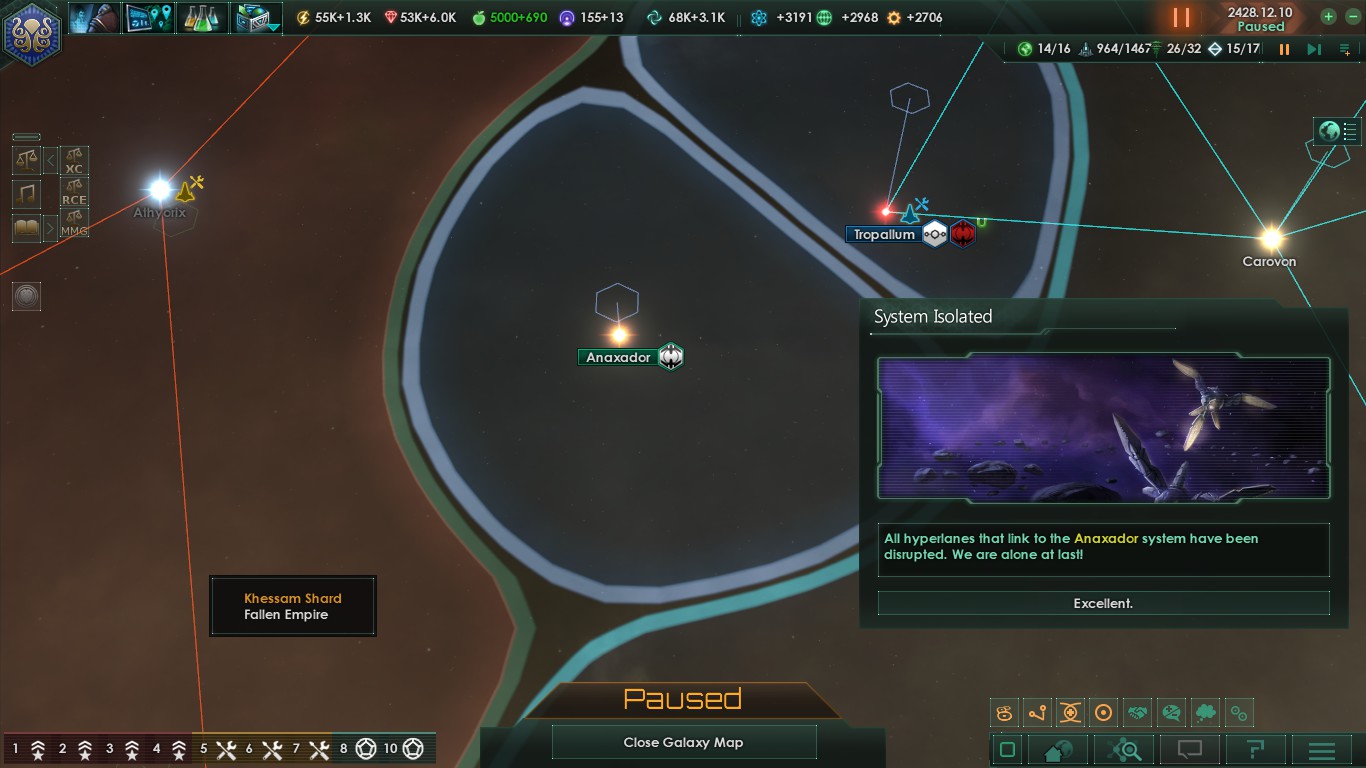 55K+1.3K 53K+6.0K 5000+690 155+13 68K+3.1K +3191 +2968 +2706
2428.12.10
Paused
14/16 964/1467 26/32 15/17
XC
RCE
MMG
Athyorix
Tropallum
U
Carovon
Anaxador
System Isolated
All hyperlanes that link to the Anaxador system have been
disrupted. We are alone at last!
Excellent.
Khessam Shard
Fallen Empire
Paused
Close Galaxy Map
1 2 3 4 5 6 7 8 10